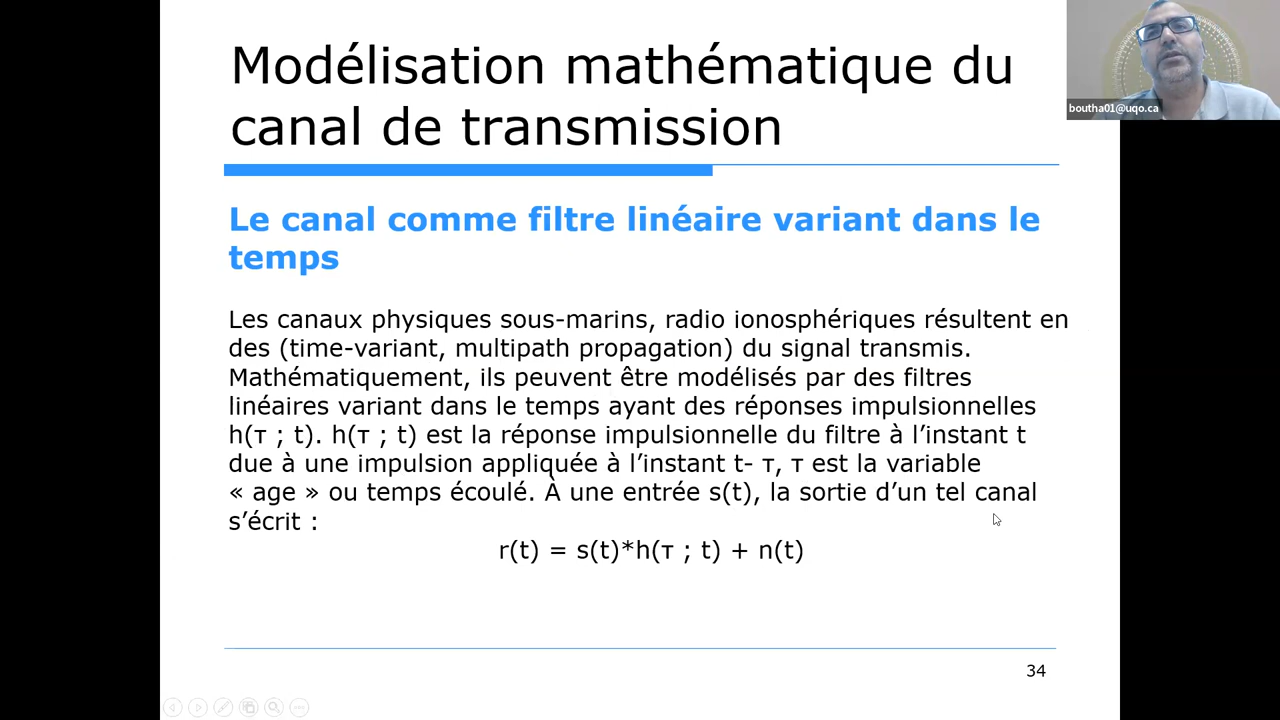 Modélisation mathématique du
canal de transmission
boutha01@uqo.ca
Le canal comme filtre linéaire variant dans le
temps
Les canaux physiques sous-marins, radio ionosphériques résultent en
des (time-variant, multipath propagation) du signal transmis.
Mathématiquement, ils peuvent être modélisés par des filtres
linéaires variant dans le temps ayant des réponses impulsionnelles
h(τ ; t). h(τ ; t) est la réponse impulsionnelle du filtre à l’instant t
due à une impulsion appliquée à l’instant t- τ, τ est la variable
« age » ou temps écoulé. À une entrée s(t), la sortie d’un tel canal
s’écrit :
r(t) = s(t)*h(τ ; t) + n(t)
34